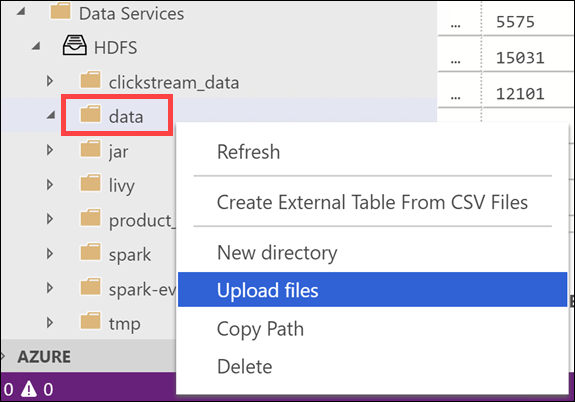 Data Services
... 5575
HDFS
... 15031
clickstream_data
... 12101
data
jar
Refresh
livy
Create External Table From CSV Files
product_
New directory
spark
spark-ev
Upload files
tmp
Copy Path
AZURE
Delete
0 0